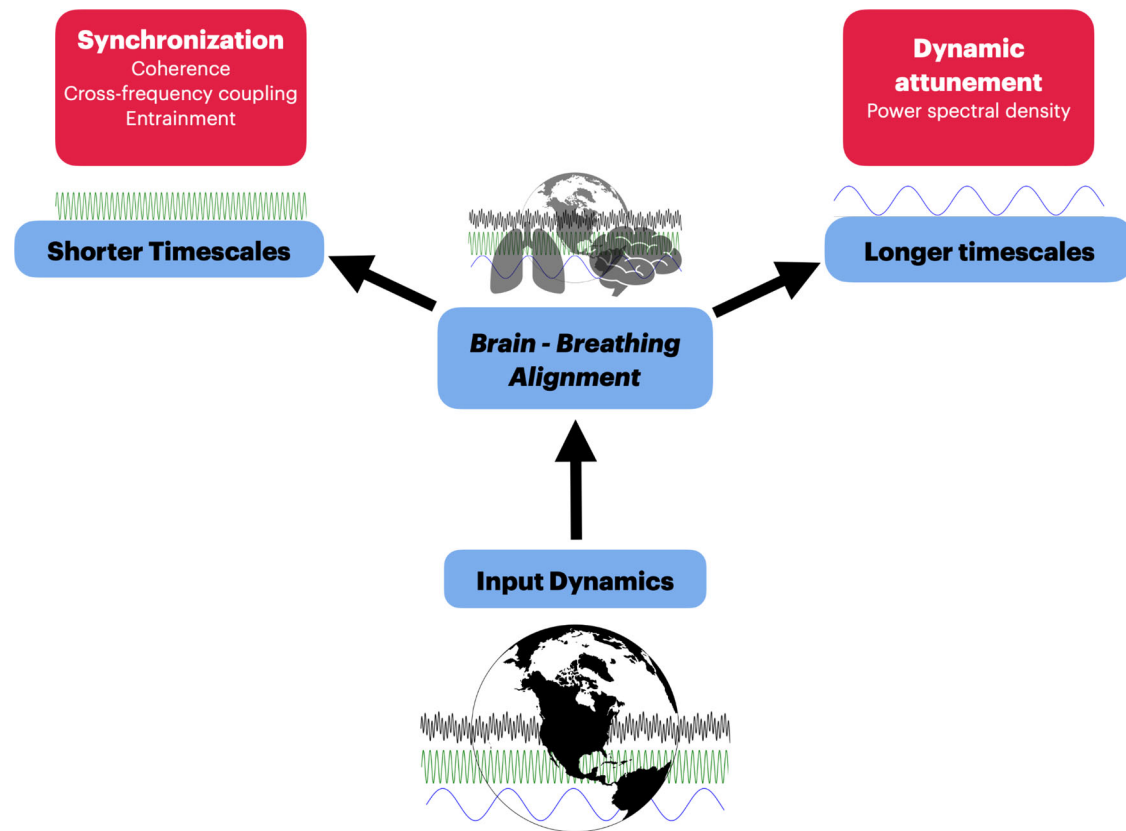 Synchronization
Coherence
Cross-frequency coupling
Entrainment
Dynamic
attunement
Power spectral density
Shorter Timescales
Longer timescales
Brain - Breathing
Alignment
Input Dynamics